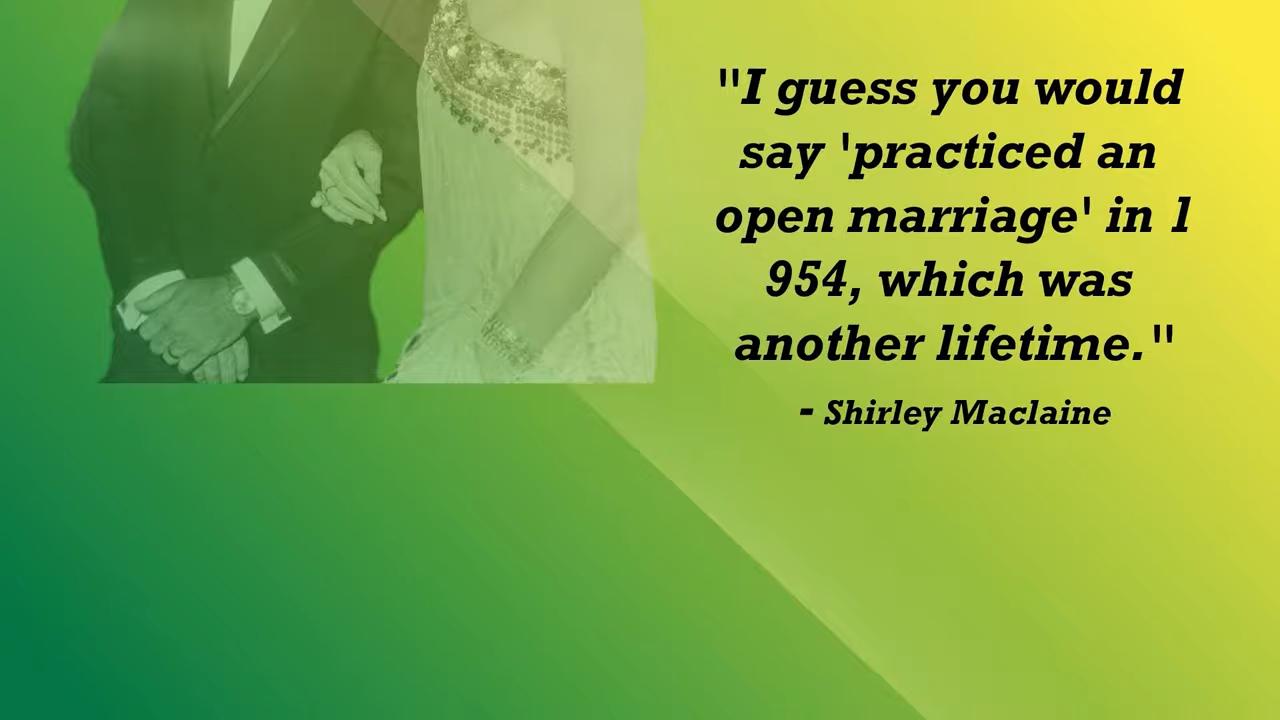 "I guess you would
say 'practiced an
open marriage' in 1
954, which was
another lifetime."
- Shirley Maclaine